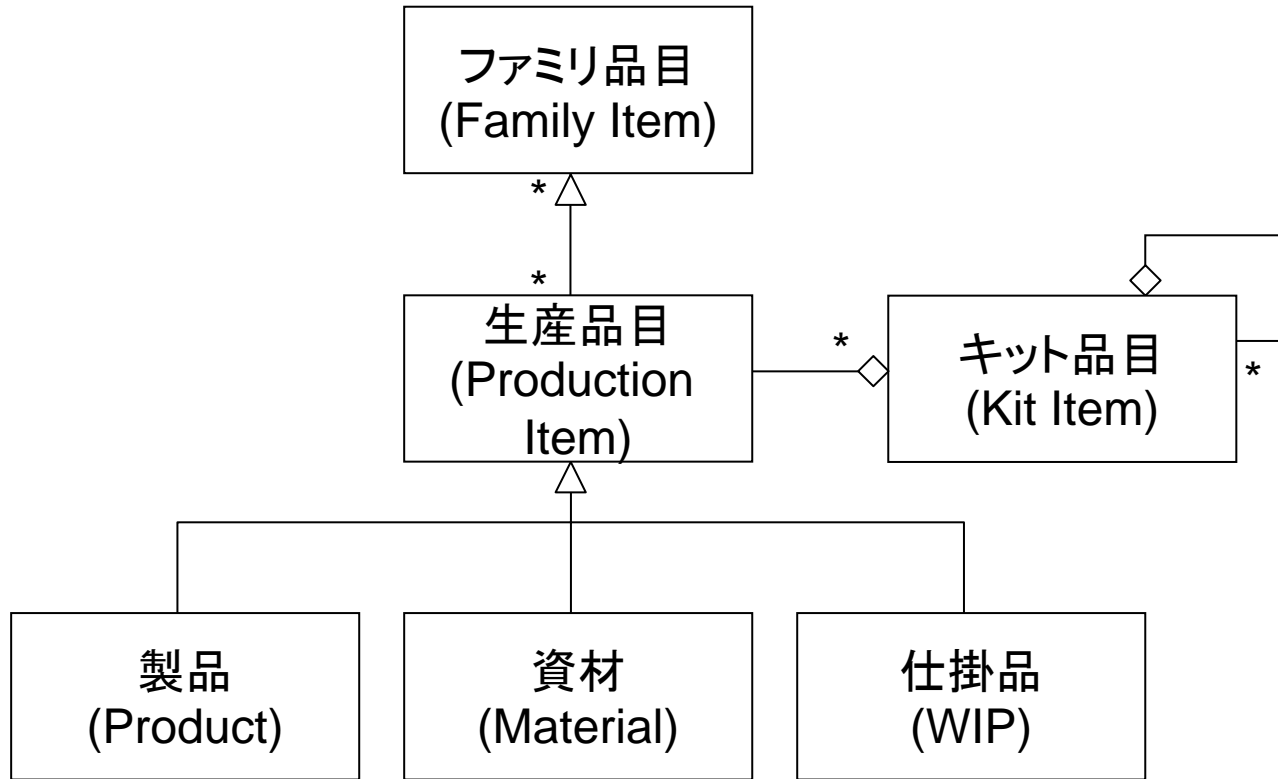 ファミリ品目
(Family Item)
*
*
生産品目
(Production
Item)
*
キット品目
(Kit Item)
*
製品
(Product)
資材
(Material)
仕掛品
(WIP)